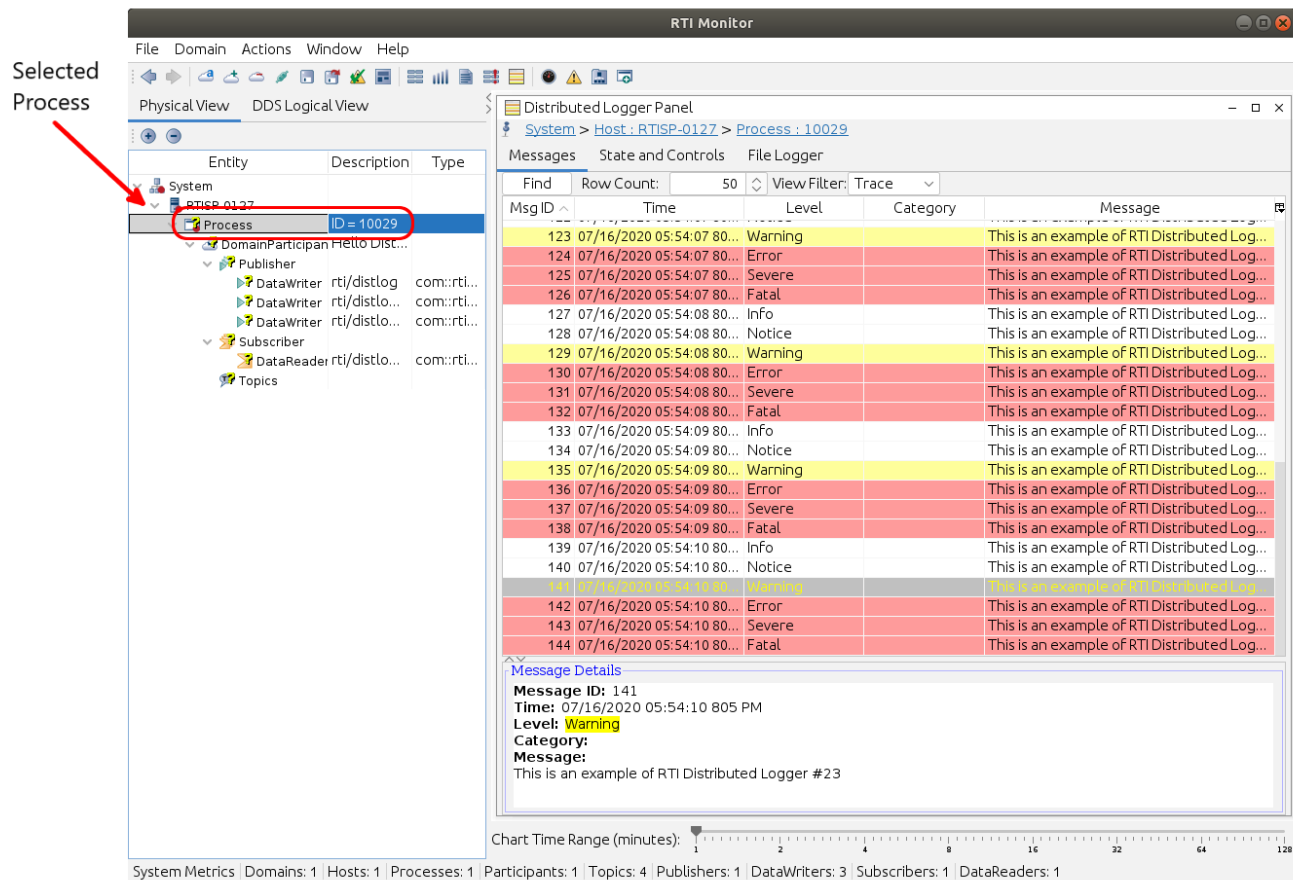 RTI Monitor
File Domain Actions Window Help
Selected
Process
Physical View DDS Logical View
Entity Description Type
System
RTISP-0127
Process ID = 10029
DomainParticipan Hello Dist...
Publisher
DataWriter rti/distlog com::rti...
DataWriter rti/distlo... com::rti...
DataWriter rti/distlo... com::rti...
Subscriber
DataReader rti/distlo... com::rti...
Topics
Distributed Logger Panel
System > Host : RTISP-0127 > Process : 10029
Messages State and Controls File Logger
Find Row Count: 50 View Filter: Trace
Msg ID Time Level Category Message
123 07/16/2020 05:54:07 80... Warning This is an example of RTI Distributed Log...
124 07/16/2020 05:54:07 80... Error This is an example of RTI Distributed Log...
125 07/16/2020 05:54:07 80... Severe This is an example of RTI Distributed Log...
126 07/16/2020 05:54:07 80... Fatal This is an example of RTI Distributed Log...
127 07/16/2020 05:54:08 80... Info This is an example of RTI Distributed Log...
128 07/16/2020 05:54:08 80... Notice This is an example of RTI Distributed Log...
129 07/16/2020 05:54:08 80... Warning This is an example of RTI Distributed Log...
130 07/16/2020 05:54:08 80... Error This is an example of RTI Distributed Log...
131 07/16/2020 05:54:08 80... Severe This is an example of RTI Distributed Log...
132 07/16/2020 05:54:08 80... Fatal This is an example of RTI Distributed Log...
133 07/16/2020 05:54:09 80... Info This is an example of RTI Distributed Log...
134 07/16/2020 05:54:09 80... Notice This is an example of RTI Distributed Log...
135 07/16/2020 05:54:09 80... Warning This is an example of RTI Distributed Log...
136 07/16/2020 05:54:09 80... Error This is an example of RTI Distributed Log...
137 07/16/2020 05:54:09 80... Severe This is an example of RTI Distributed Log...
138 07/16/2020 05:54:09 80... Fatal This is an example of RTI Distributed Log...
139 07/16/2020 05:54:10 80... Info This is an example of RTI Distributed Log...
140 07/16/2020 05:54:10 80... Notice This is an example of RTI Distributed Log...
141 07/16/2020 05:54:10 80... Warning This is an example of RTI Distributed Log...
142 07/16/2020 05:54:10 80... Error This is an example of RTI Distributed Log...
143 07/16/2020 05:54:10 80... Severe This is an example of RTI Distributed Log...
144 07/16/2020 05:54:10 80... Fatal This is an example of RTI Distributed Log...
Message Details
Message ID: 141
Time: 07/16/2020 05:54:10 805 PM
Level: Warning
Category:
Message:
This is an example of RTI Distributed Logger #23
Chart Time Range (minutes):
1 2 4 8 16 32 64 128
System Metrics Domains: 1 Hosts: 1 Processes: 1 Participants: 1 Topics: 4 Publishers: 1 DataWriters: 3 Subscribers: 1 DataReaders: 1